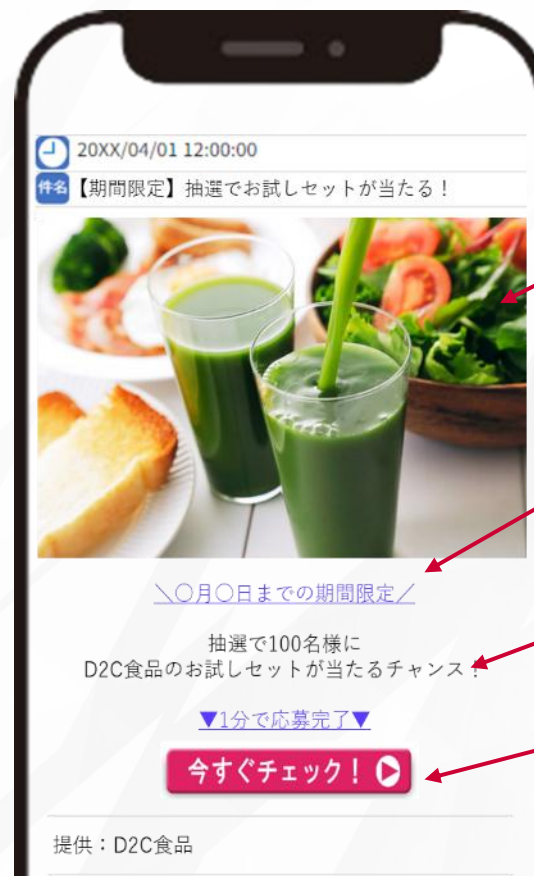 20XX/04/01 12:00:00
件名 【期間限定】抽選でお試しセットが当たる！
＼〇月〇日までの期間限定／
抽選で100名様に
D2C食品のお試しセットが当たるチャンス！
▼1分で応募完了▼
今すぐチェック！
提供：D2C食品